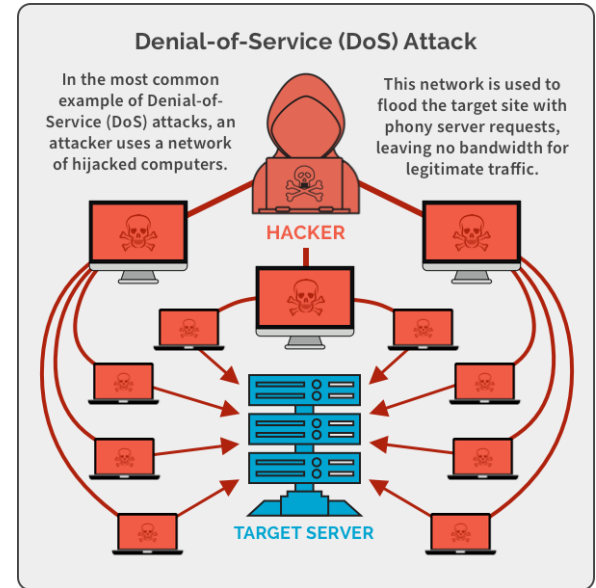 Denial-of-Service (DoS) Attack
In the most common
example of Denial-of-
Service (DoS) attacks, an
attacker uses a network
of hijacked computers.
This network is used to
flood the target site with
phony server requests,
leaving no bandwidth for
legitimate traffic.
HACKER
TARGET SERVER